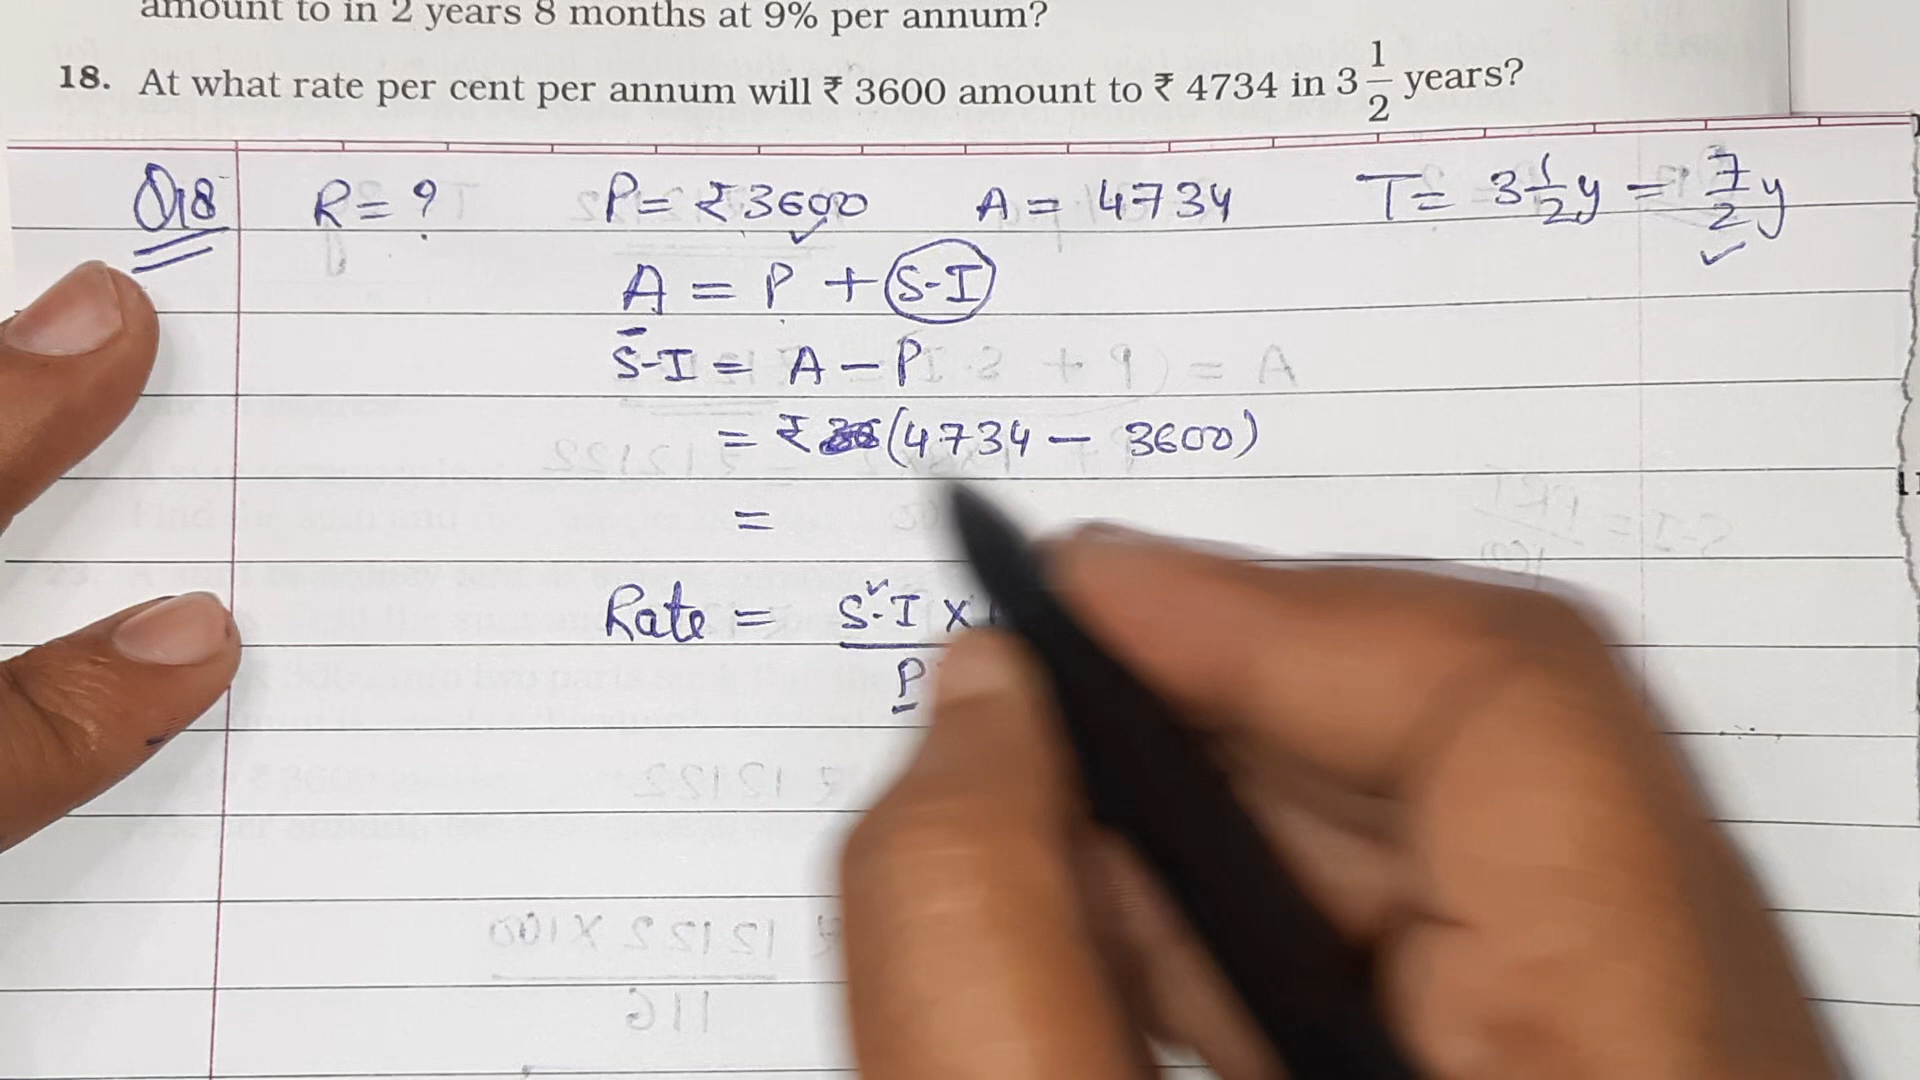 amount to in 2 years 8 months at 9% per annum?
18. At what rate per cent per annum will ₹ 3600 amount to ₹ 4734 in 3 1/2 years?
Q18 R = ? P = ₹ 3600 A = 4734 T = 3 1/2 y = 7/2 y
A = P + S-I
S-I = A - P
= ₹ (4734 - 3600)
=
Rate = S-I ×
P